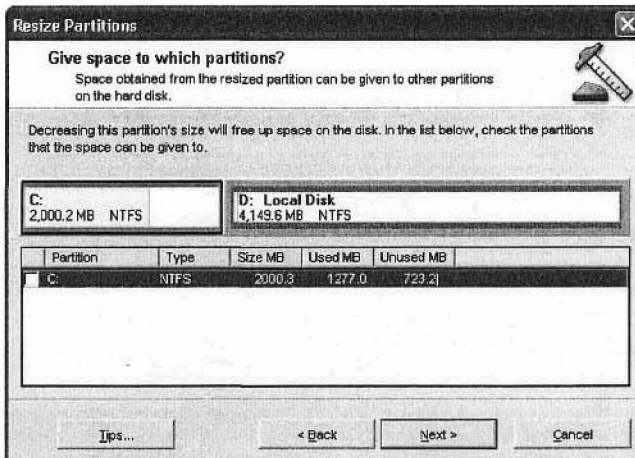 Resize Partitions
Give space to which partitions?
Space obtained from the resized partition can be given to other partitions
on the hard disk.
Decreasing this partition's size will free up space on the disk. In the list below, check the partitions
that the space can be given to.
C:
2,000.2 MB NTFS
D: Local Disk
4,149.6 MB NTFS
Partition Type Size MB Used MB Unused MB
C: NTFS 2000.3 1277.0 723.2
Tips... < Back Next > Cancel